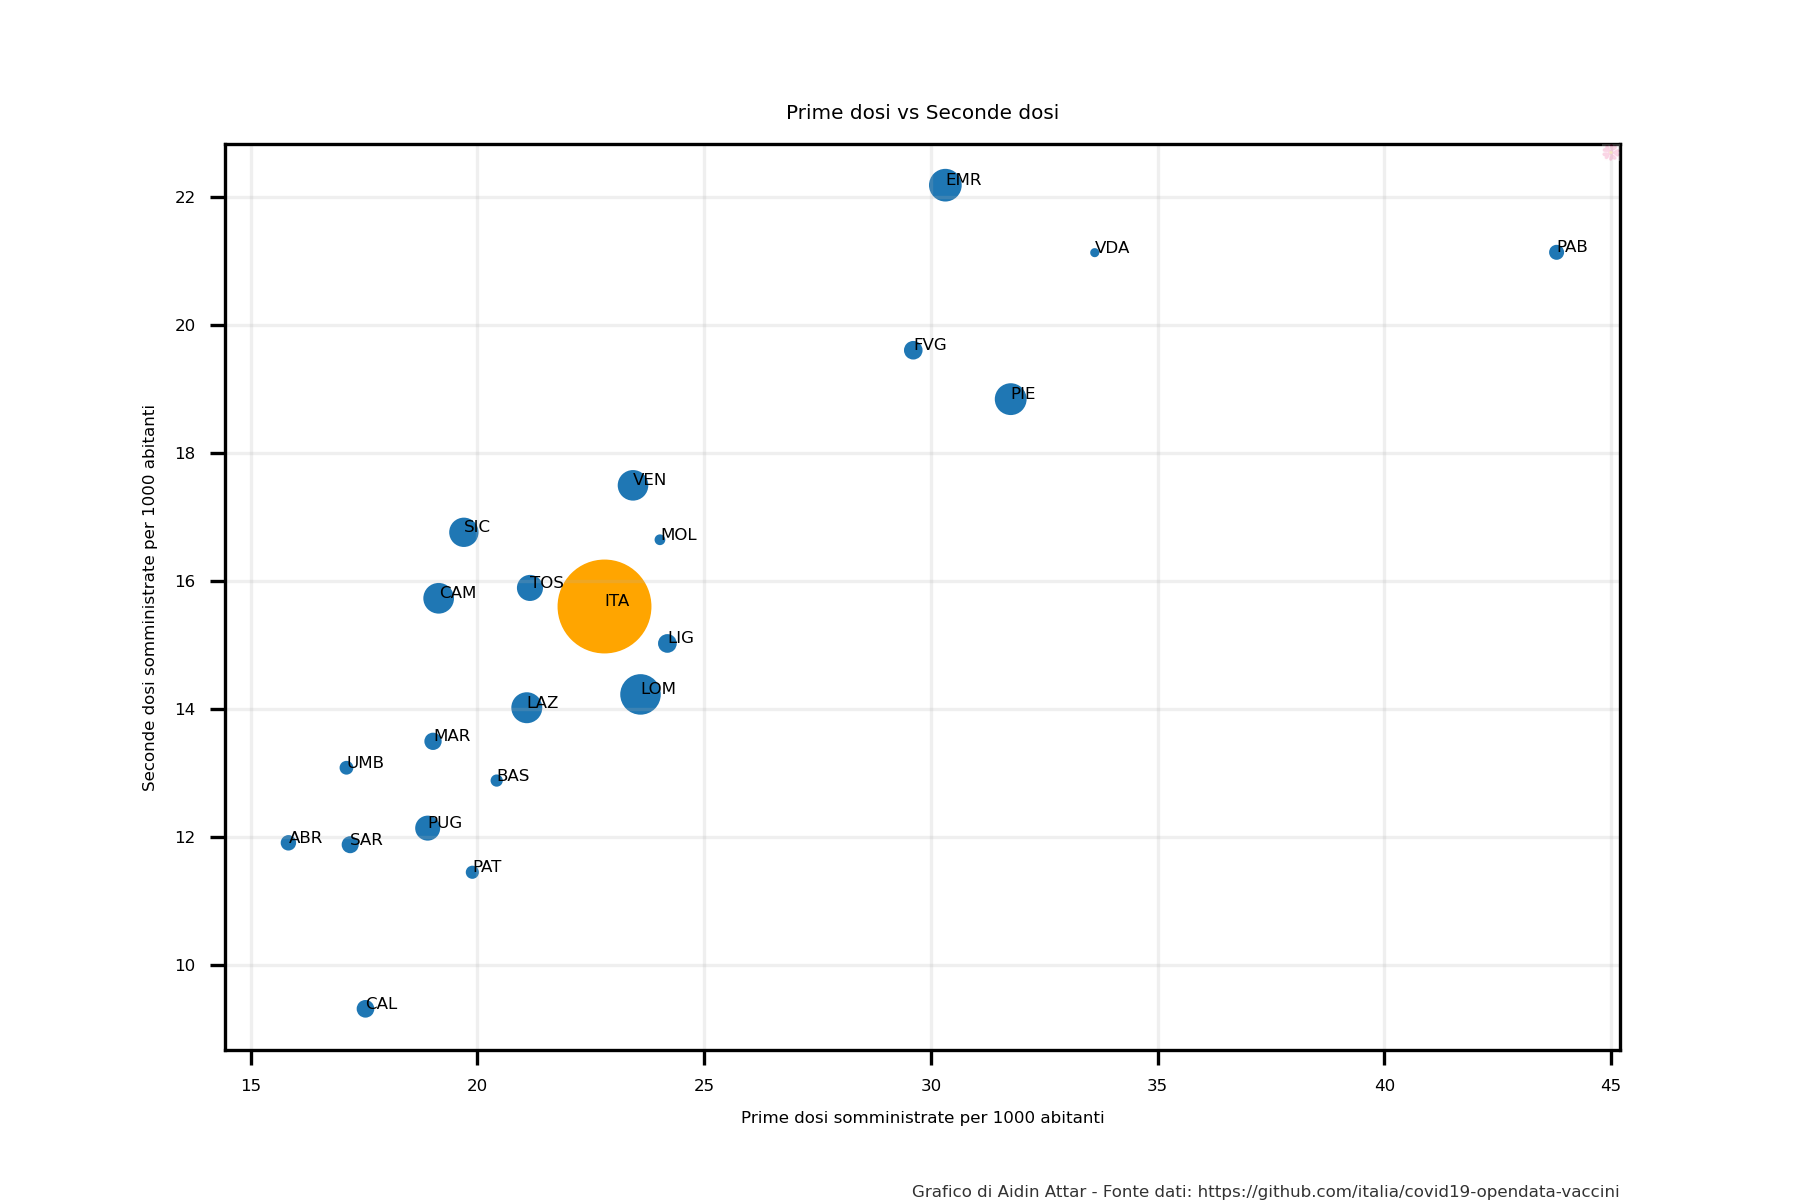 Prime dosi vs Seconde dosi
EMR
22
VDA
PAB
20
FVG
PIE
18
VEN
SIC
MOL
16
TOS
CAM
ITA
LIG
LOM
14
LAZ
MAR
UMB
BAS
PUG
12
ABR
SAR
PAT
10
CAL
Seconde dosi somministrate per 1000 abitanti
15 20 25 30 35 40 45
Prime dosi somministrate per 1000 abitanti
Grafico di Aidin Attar - Fonte dati: https://github.com/italia/covid19-opendata-vaccini